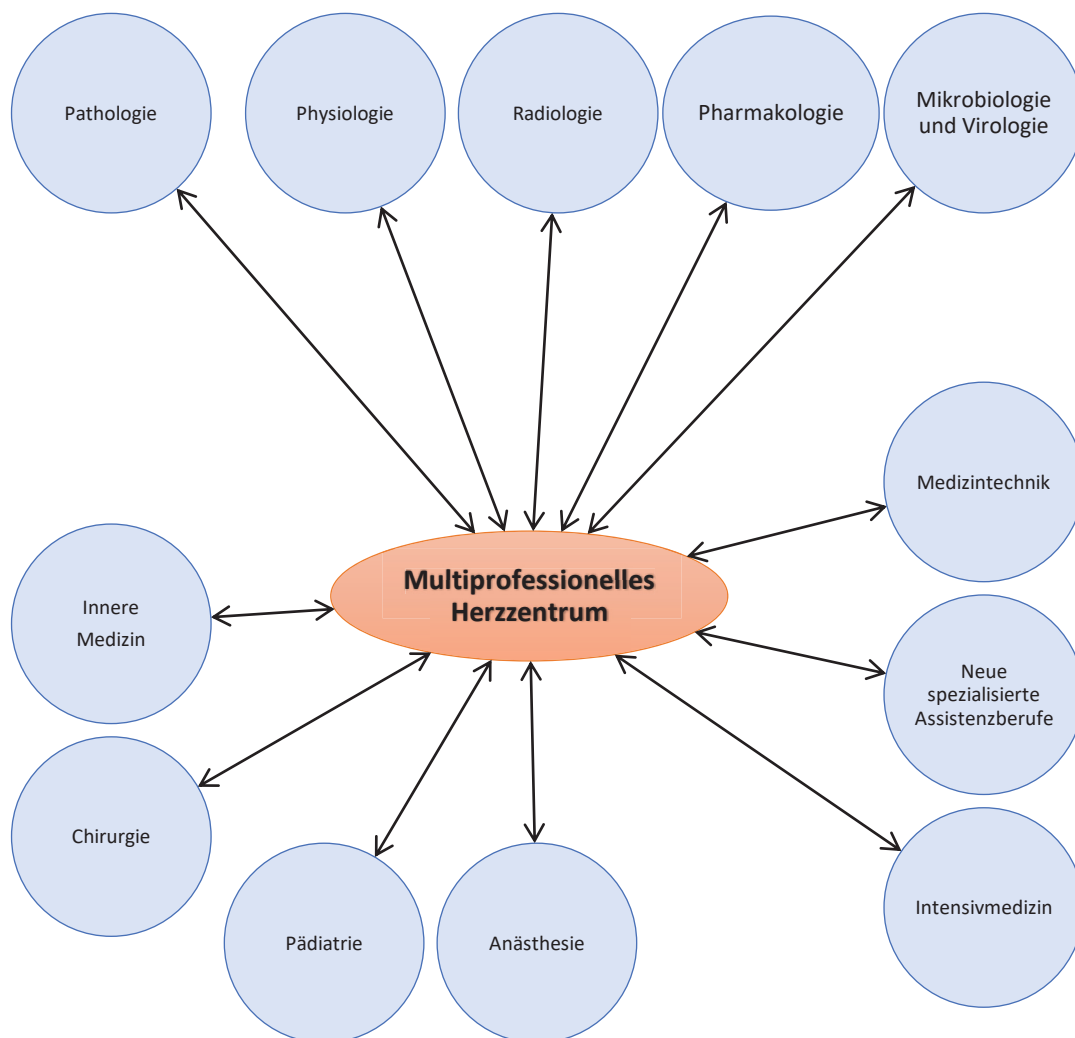 Pathologie
Physiologie
Radiologie
Pharmakologie
Mikrobiologie
und Virologie
Medizintechnik
Multiprofessionelles
Herzzentrum
Innere
Medizin
Neue
spezialisierte
Assistenzberufe
Chirurgie
Intensivmedizin
Pädiatrie
Anästhesie